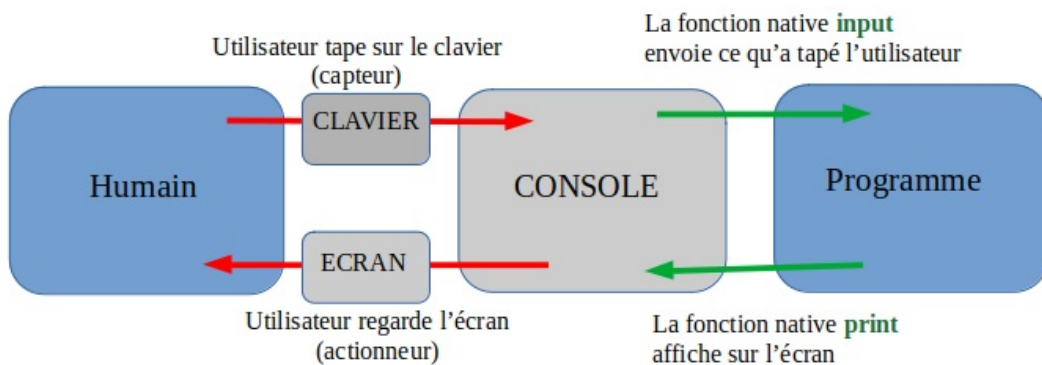 Utilisateur tape sur le clavier
(capteur)
La fonction native input
envoie ce qu'a tapé l'utilisateur
CLAVIER
Humain
CONSOLE
Programme
ECRAN
Utilisateur regarde l'écran
(actionneur)
La fonction native print
affiche sur l'écran